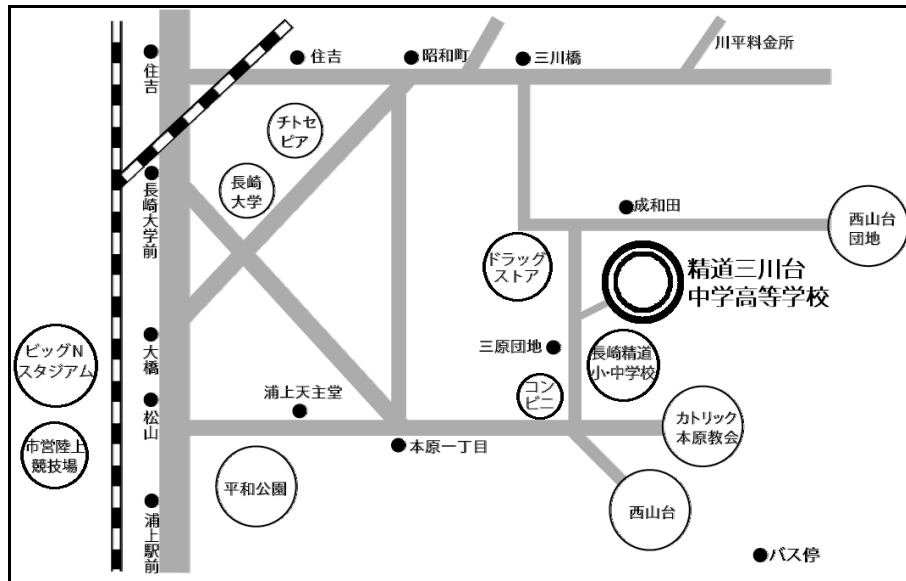 川平料金所
住吉
昭和町
三川橋
住吉
チトセ
ピア
長崎
大学
長崎大学前
成和田
西山台
団地
ドラッグ
ストア
精道三川台
中学高等学校
大橋
ビッグN
スタジアム
三原団地
長崎精道
小・中学校
コン
ビニ
浦上天主堂
松山
カトリック
本原教会
市営陸上
競技場
本原一丁目
平和公園
西山台
浦上駅前
バス停